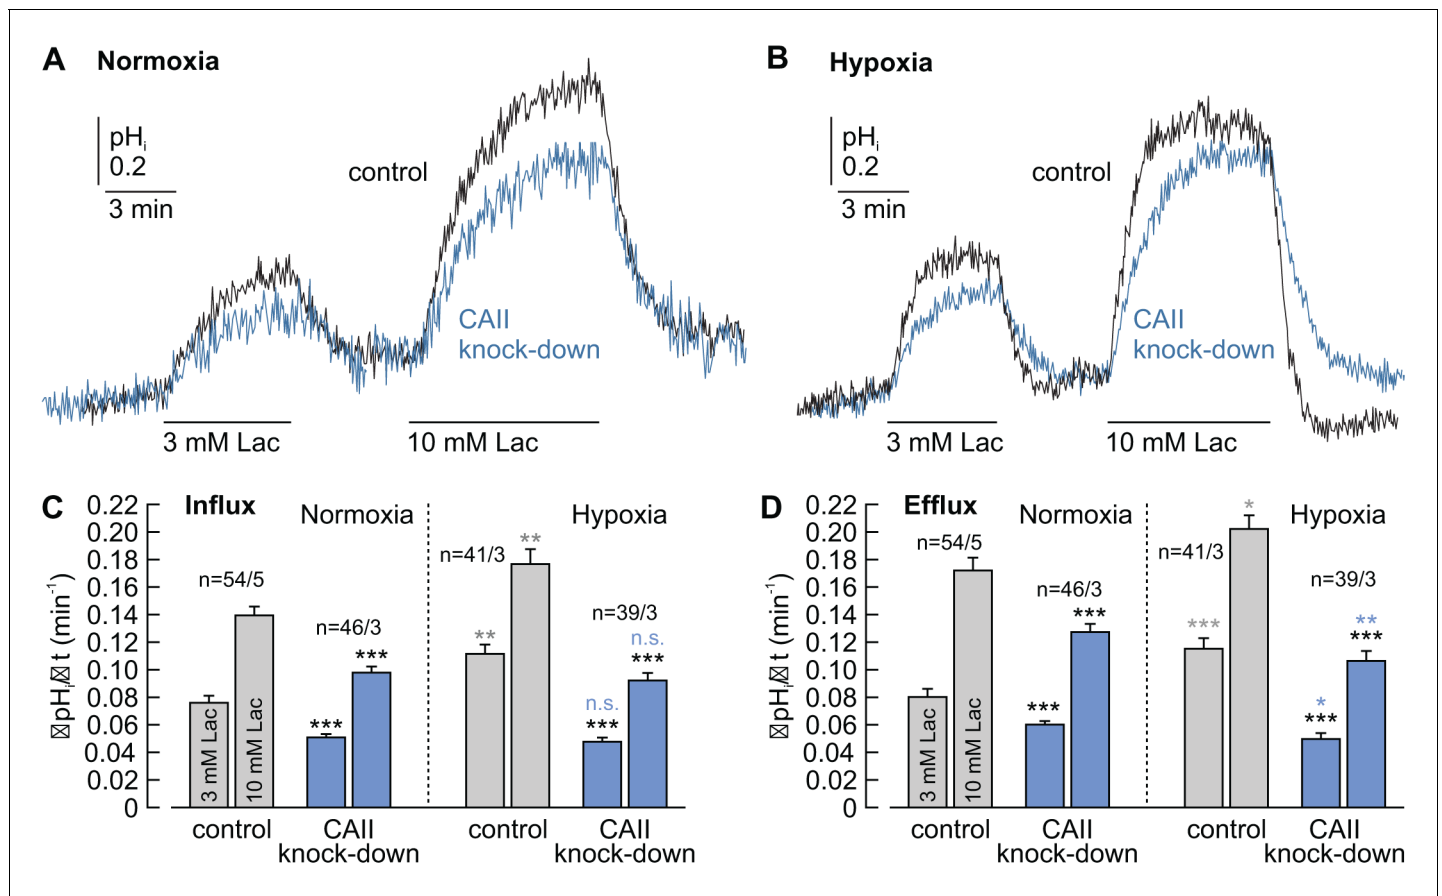 A Normoxia
pHi
0.2
3 min
control
CAII
knock-down
3 mM Lac
10 mM Lac
B Hypoxia
pHi
0.2
3 min
control
CAII
knock-down
3 mM Lac
10 mM Lac
C Influx
Normoxia
Hypoxia
☒pHi/☒t (min-1)
0.22
0.20
0.18
0.16
0.14
0.12
0.10
0.08
0.06
0.04
0.02
0
n=54/5
3 mM Lac
10 mM Lac
n=46/3
***
***
n=41/3
**
**
n=39/3
n.s.
***
n.s.
***
control
CAII
knock-down
control
CAII
knock-down
D Efflux
Normoxia
Hypoxia
☒pHi/☒t (min-1)
0.22
0.20
0.18
0.16
0.14
0.12
0.10
0.08
0.06
0.04
0.02
0
n=54/5
3 mM Lac
10 mM Lac
n=46/3
***
***
n=41/3
***
*
n=39/3
*
***
**
***
control
CAII
knock-down
control
CAII
knock-down